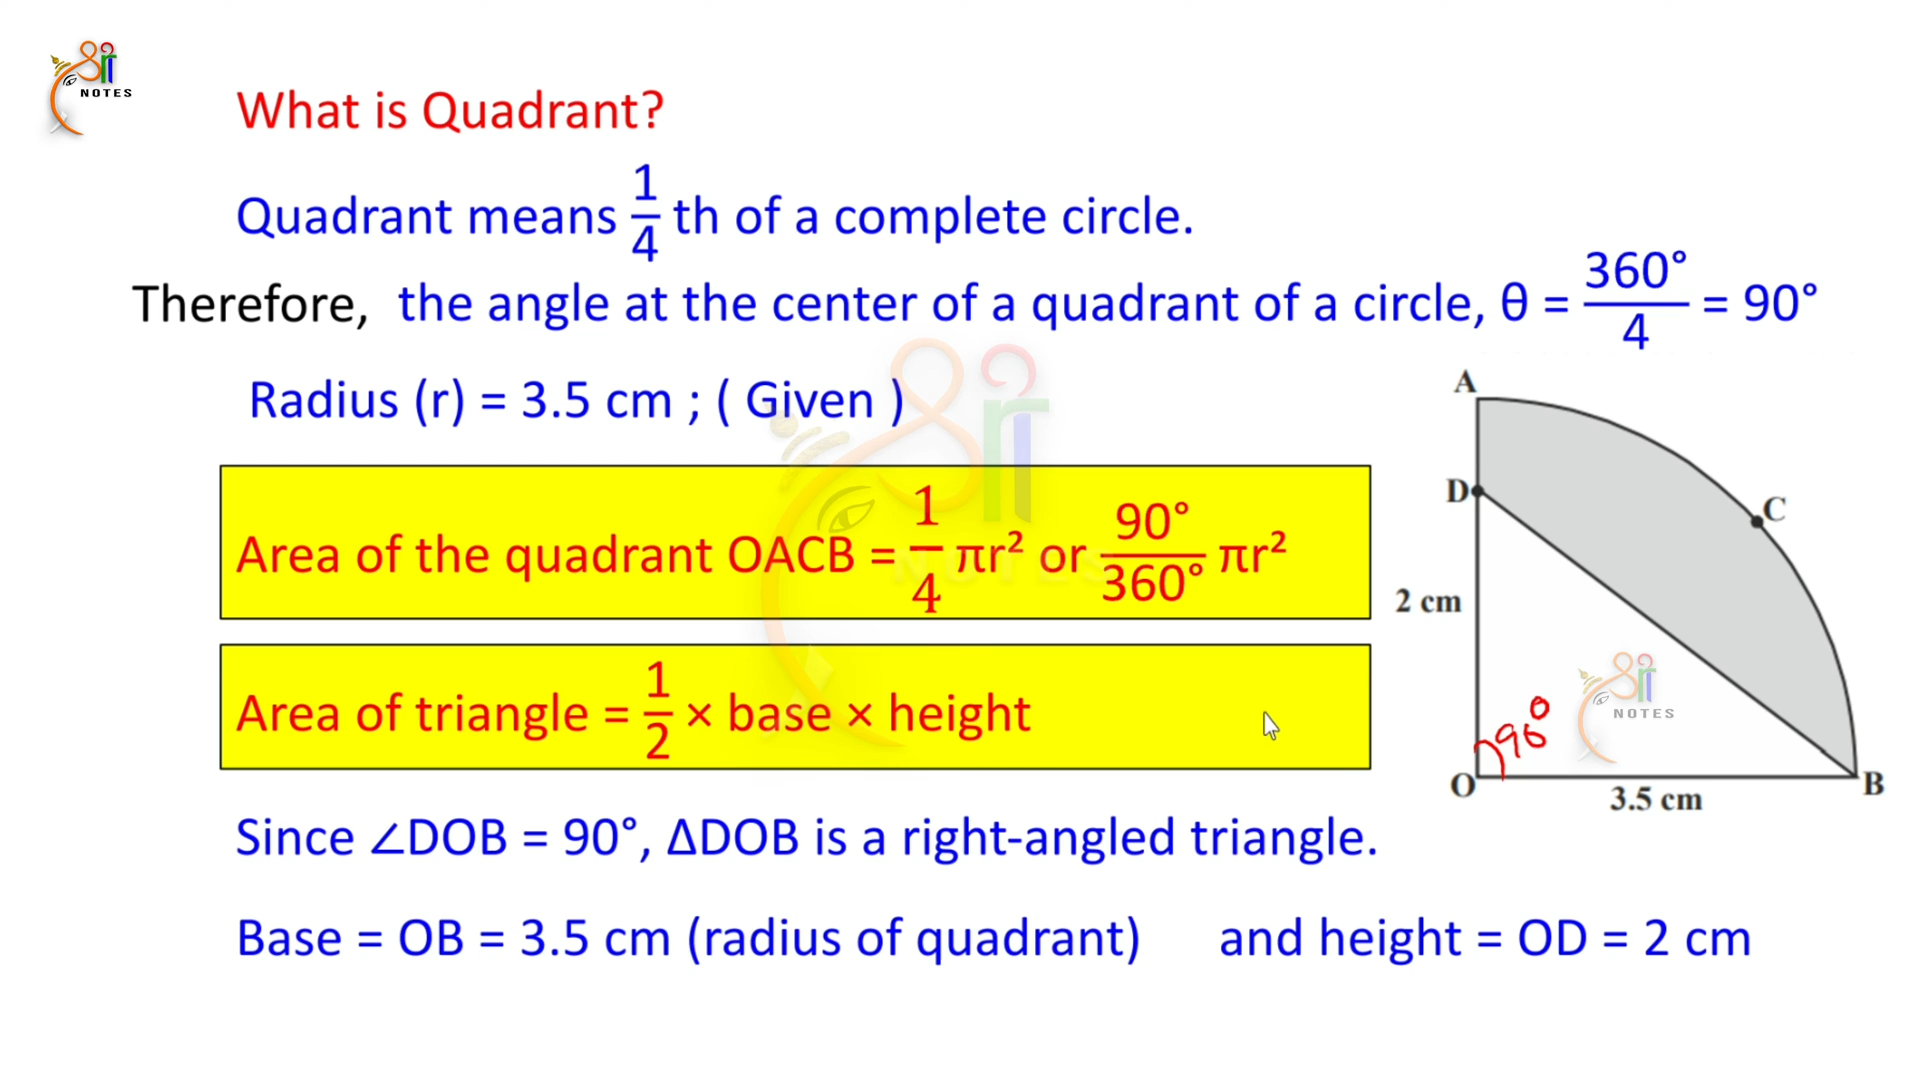 श्री
NOTES
What is Quadrant?
Quadrant means 1/4 th of a complete circle.
Therefore, the angle at the center of a quadrant of a circle, θ = 360°/4 = 90°
Radius (r) = 3.5 cm ; ( Given )
Area of the quadrant OACB = 1/4 πr² or 90°/360° πr²
Area of triangle = 1/2 × base × height
Since ∠DOB = 90°, ΔDOB is a right-angled triangle.
Base = OB = 3.5 cm (radius of quadrant) and height = OD = 2 cm
A
D
C
2 cm
90°
श्री
NOTES
O
B
3.5 cm
श्री
NOTES